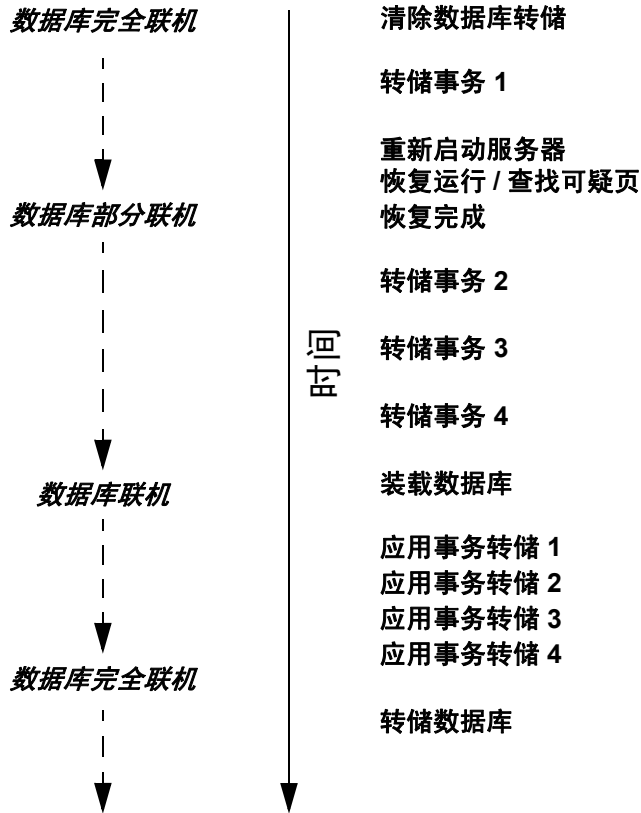 数据库完全联机
清除数据库转储
转储事务 1
重新启动服务器
恢复运行 / 查找可疑页
数据库部分联机
恢复完成
转储事务 2
时间
转储事务 3
转储事务 4
数据库联机
装载数据库
应用事务转储 1
应用事务转储 2
应用事务转储 3
应用事务转储 4
数据库完全联机
转储数据库